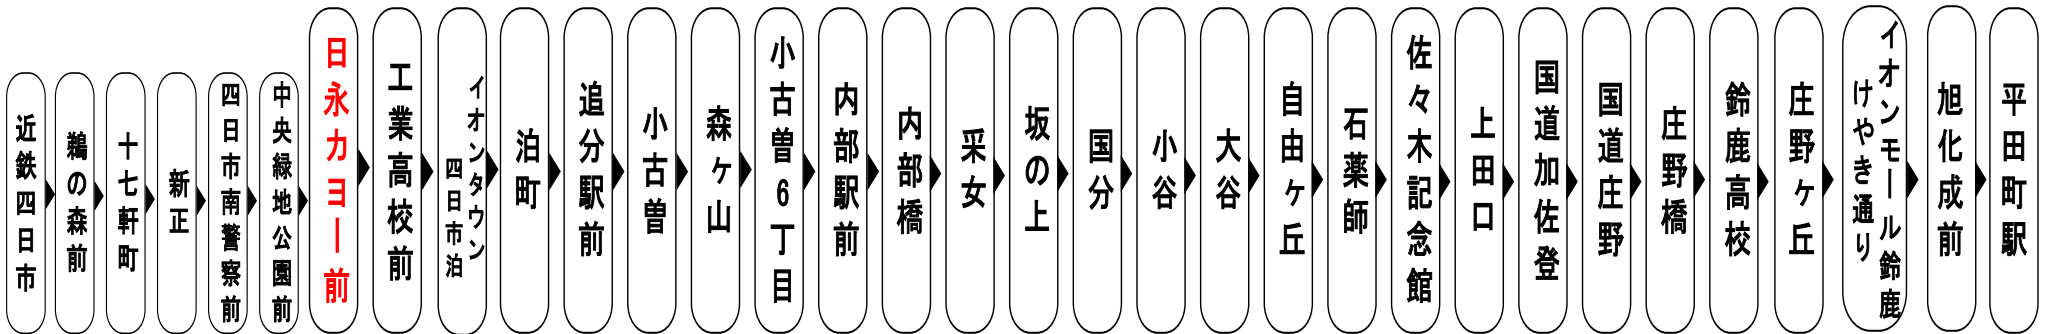 近鉄四日市
鵜の森前
十七軒町
新正
四日市南警察前
中央緑地公園前
日永カヨー前
工業高校前
イオンタウン
四日市泊
泊町
追分駅前
小古曽
森ヶ山
小古曽6丁目
内部駅前
内部橋
采女
坂の上
国分
小谷
大谷
自由ヶ丘
石薬師
佐々木記念館
上田口
国道加佐登
国道庄野
庄野橋
鈴鹿高校
庄野ヶ丘
イオンモール鈴鹿
けやき通り
旭化成前
平田町駅